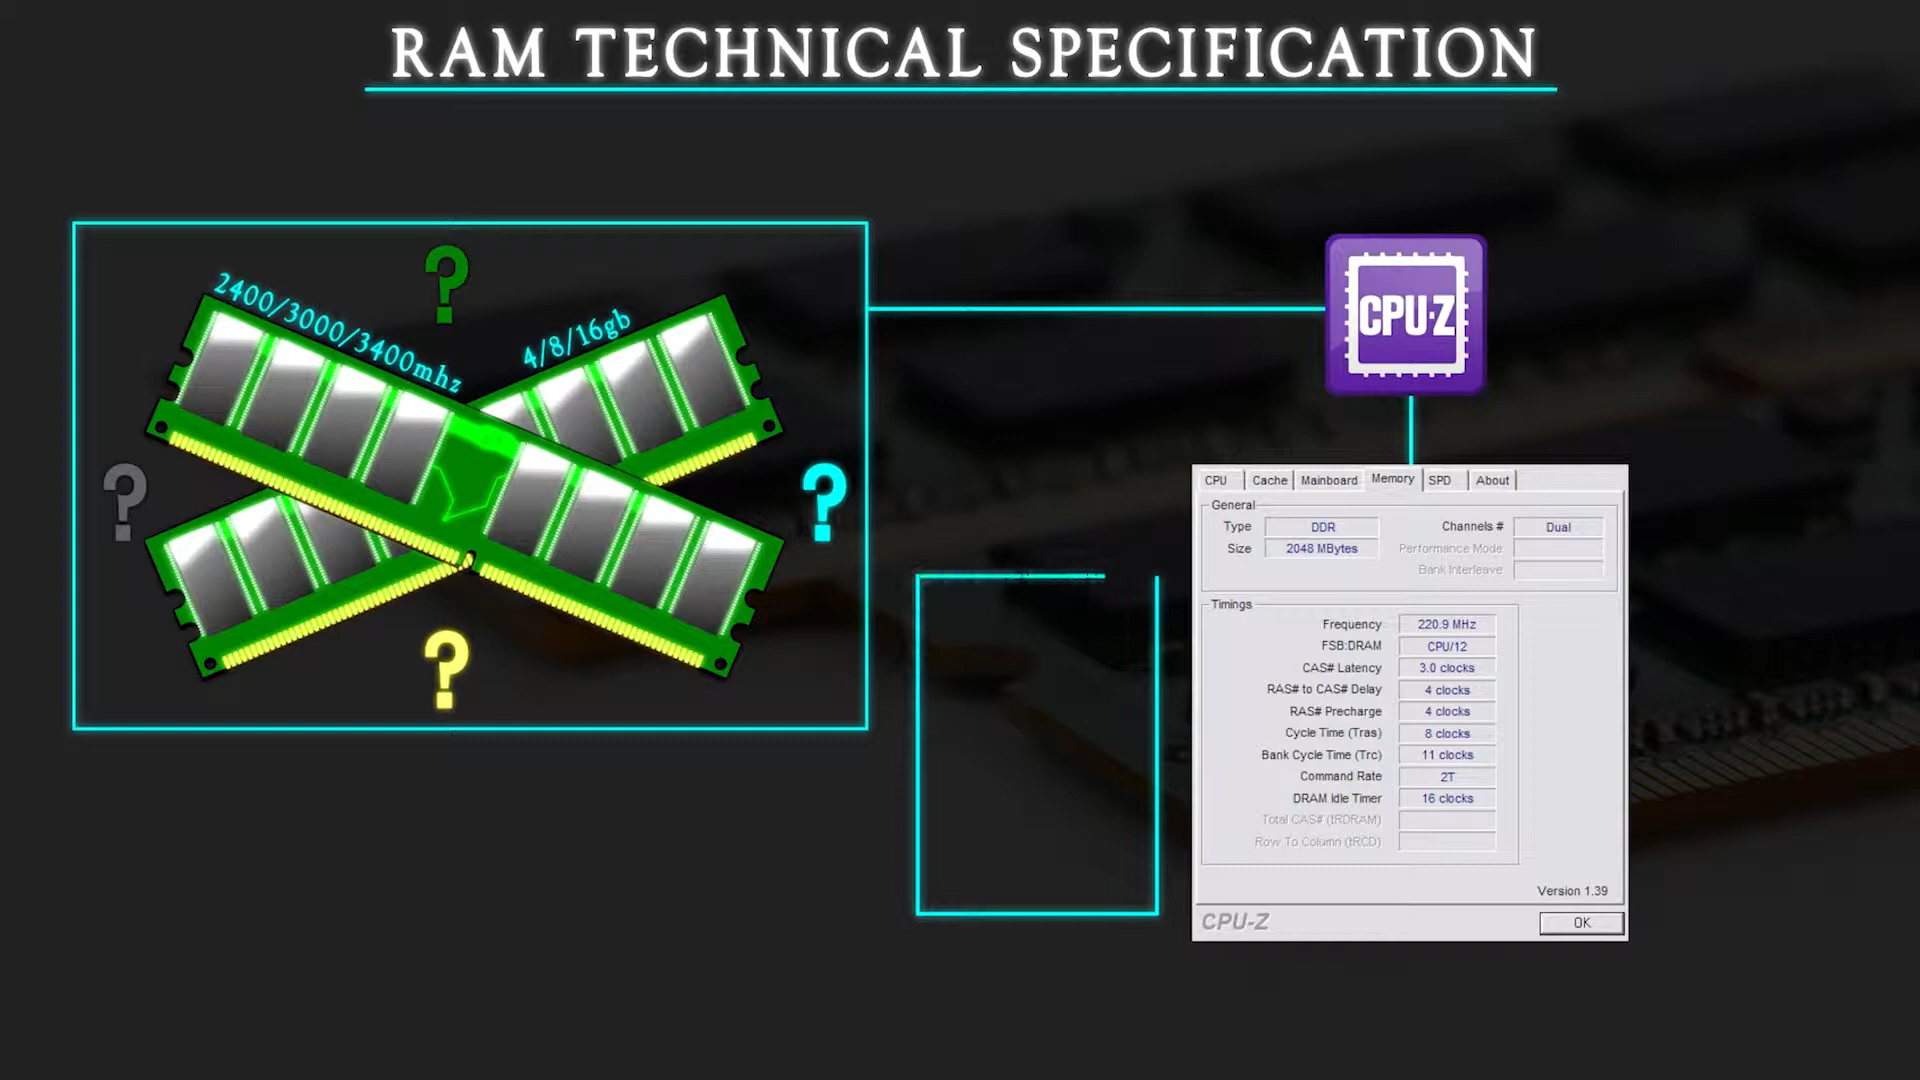 RAM TECHNICAL SPECIFICATION
?
2400/3000/3400mhz
4/8/16gb
?
?
?
CPU-Z
CPU Cache Mainboard Memory SPD About
General
Type DDR Channels # Dual
Size 2048 MBytes Performance Mode
Bank Interleave
Timings
Frequency 220.9 MHz
FSB:DRAM CPU/12
CAS# Latency 3.0 clocks
RAS# to CAS# Delay 4 clocks
RAS# Precharge 4 clocks
Cycle Time (Tras) 8 clocks
Bank Cycle Time (Trc) 11 clocks
Command Rate 2T
DRAM Idle Timer 16 clocks
Total CAS# (tRDRAM)
Row To Column (tRCD)
Version 1.39
CPU-Z OK